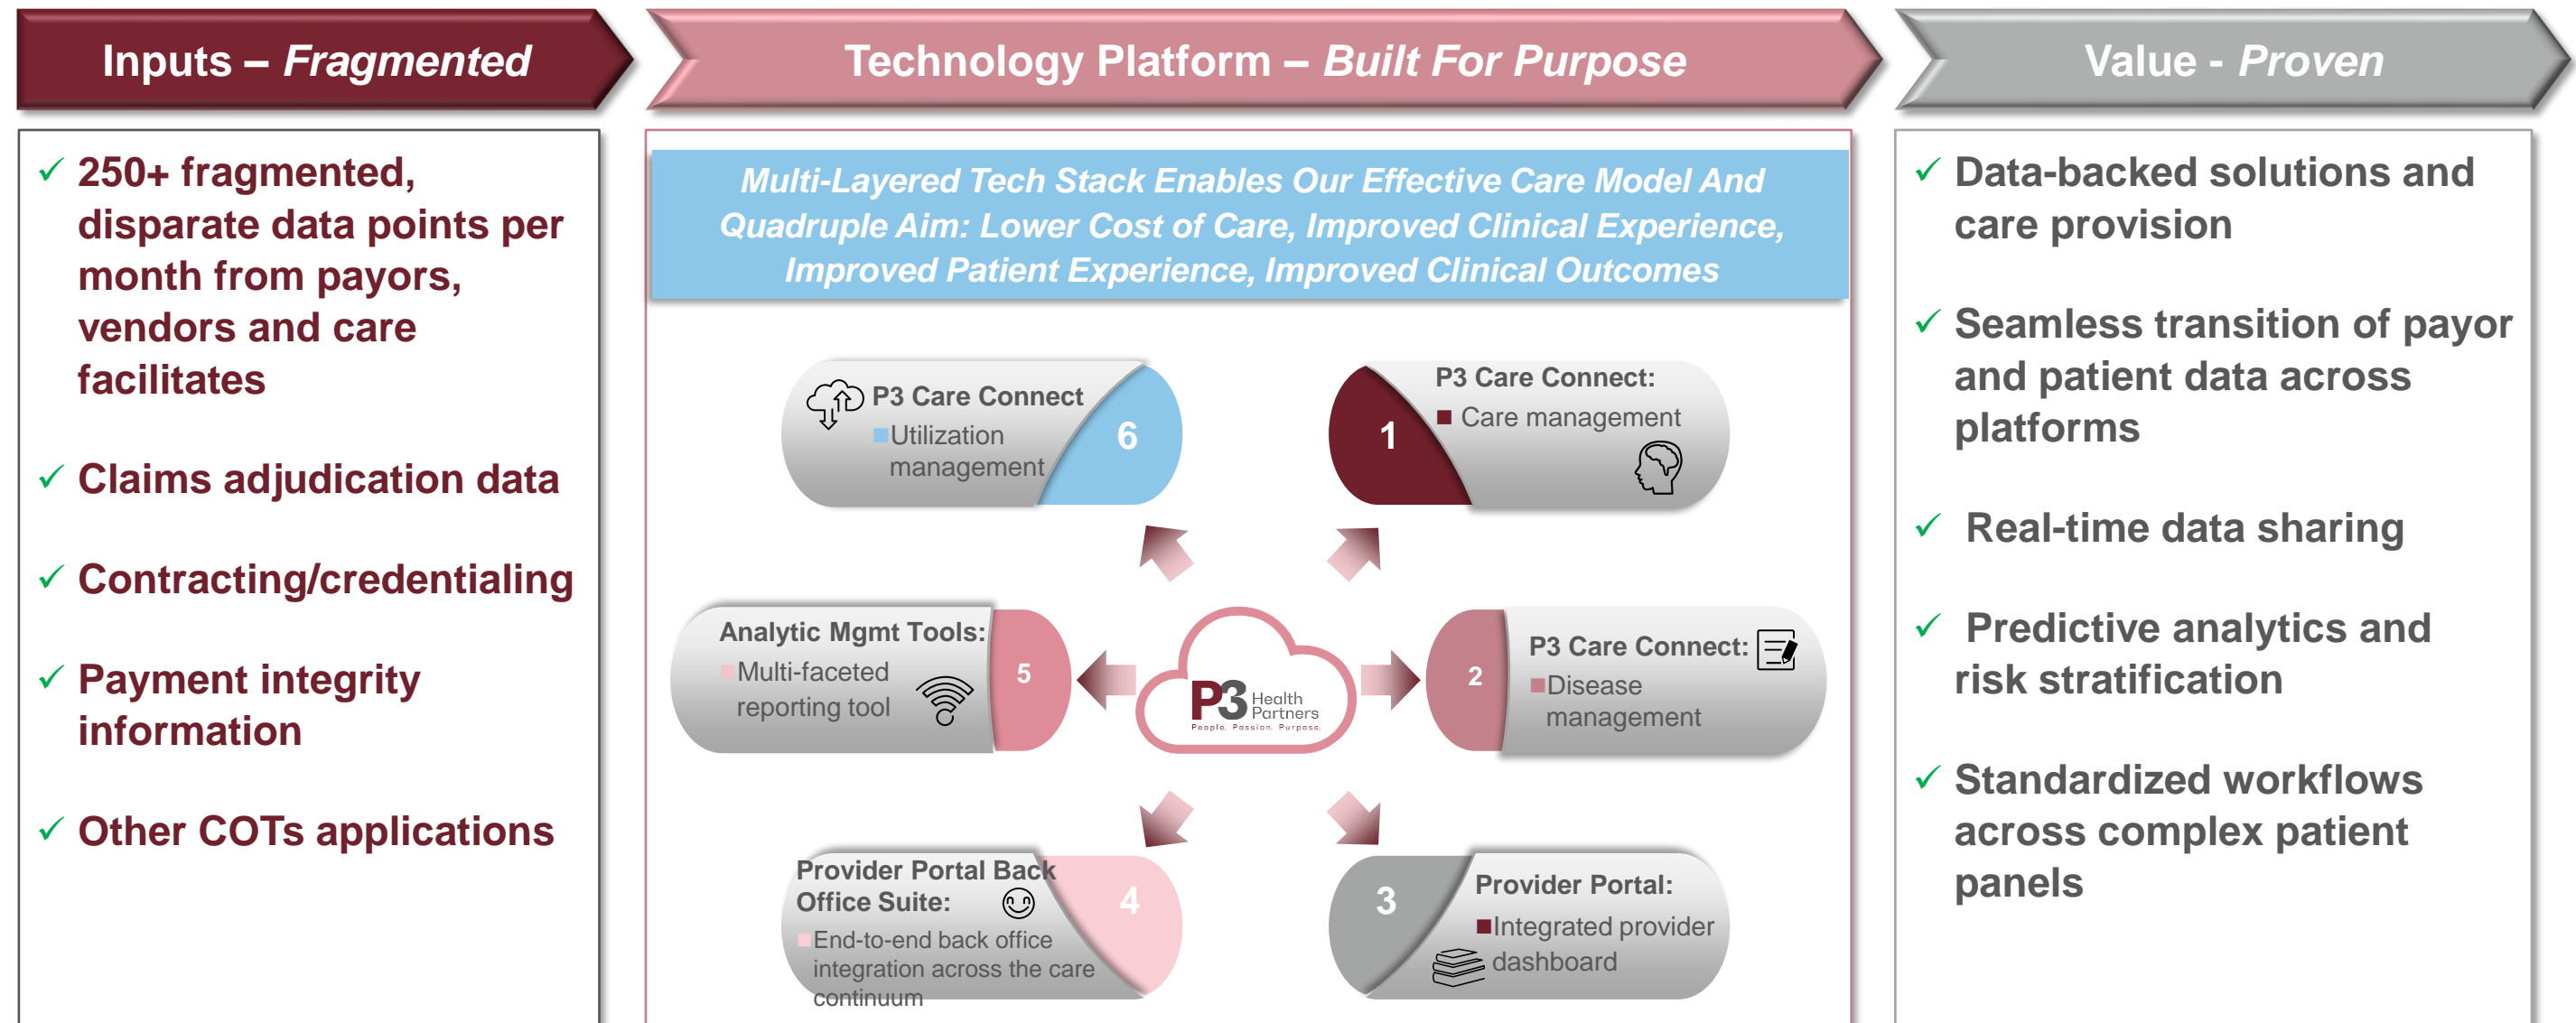 Inputs – Fragmented
Technology Platform – Built For Purpose
Value - Proven
✓ 250+ fragmented,
disparate data points per
month from payors,
vendors and care
facilitates
✓ Claims adjudication data
✓ Contracting/credentialing
✓ Payment integrity
information
✓ Other COTs applications
Multi-Layered Tech Stack Enables Our Effective Care Model And
Quadruple Aim: Lower Cost of Care, Improved Clinical Experience,
Improved Patient Experience, Improved Clinical Outcomes
P3 Care Connect:
■ Care management
1
P3 Care Connect:
■ Disease
management
2
Provider Portal:
■ Integrated provider
dashboard
3
Provider Portal Back
Office Suite:
■ End-to-end back office
integration across the care
continuum
4
Analytic Mgmt Tools:
■ Multi-faceted
reporting tool
5
P3 Care Connect
■ Utilization
management
6
P3 Health
Partners
People. Passion. Purpose.
✓ Data-backed solutions and
care provision
✓ Seamless transition of payor
and patient data across
platforms
✓ Real-time data sharing
✓ Predictive analytics and
risk stratification
✓ Standardized workflows
across complex patient
panels